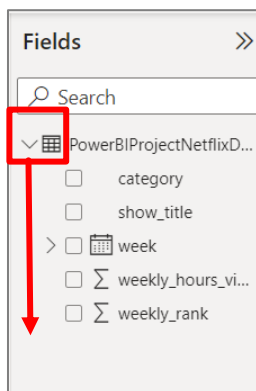 Fields
Search
PowerBIProjectNetflixD...
category
show_title
week
weekly_hours_vi...
weekly_rank